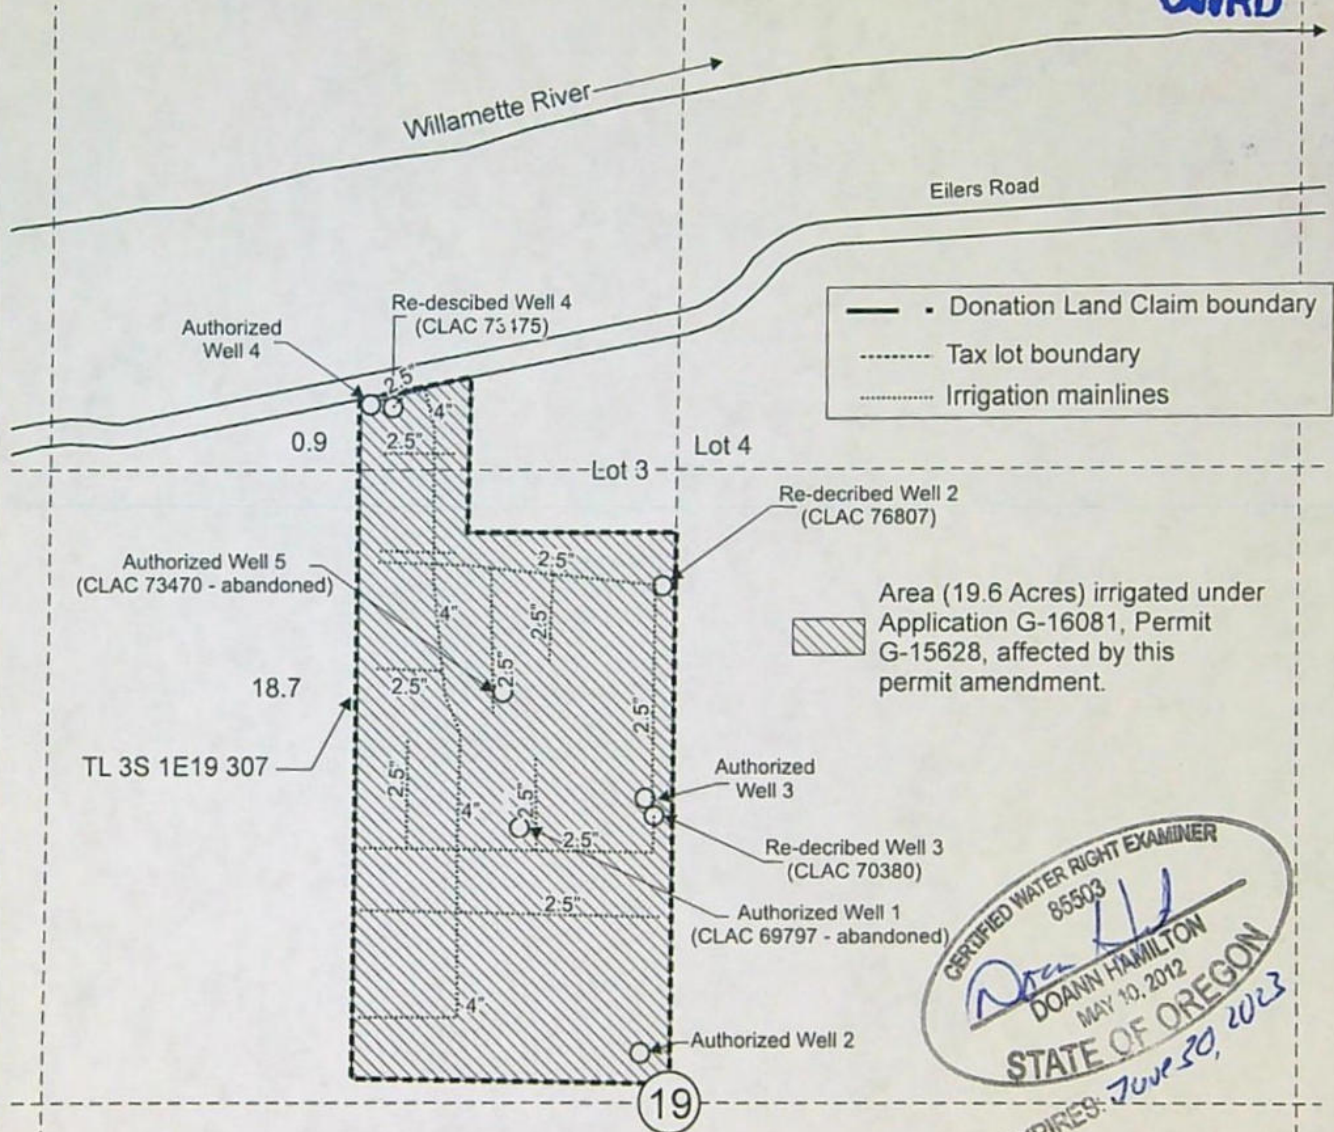 OWRD
Willamette River
Eilers Road
Re-descibed Well 4
(CLAC 73175)
Authorized
Well 4
Donation Land Claim boundary
Tax lot boundary
Irrigation mainlines
2.5"
4"
0.9
2.5"
Lot 3
Lot 4
Re-decribed Well 2
(CLAC 76807)
Authorized Well 5
(CLAC 73470 - abandoned)
2.5"
Area (19.6 Acres) irrigated under
Application G-16081, Permit
G-15628, affected by this
permit amendment.
4"
2.5"
2.5"
18.7
2.5"
2.5"
TL 3S 1E19 307
2.5"
Authorized
Well 3
4"
2.5"
2.5"
Re-decribed Well 3
(CLAC 70380)
2.5"
Authorized Well 1
(CLAC 69797 - abandoned)
4"
Authorized Well 2
19
CERTIFIED WATER RIGHT EXAMINER
85503
DOANN HAMILTON
MAY 10, 2012
STATE OF OREGON
PIRES: June 30, 2023